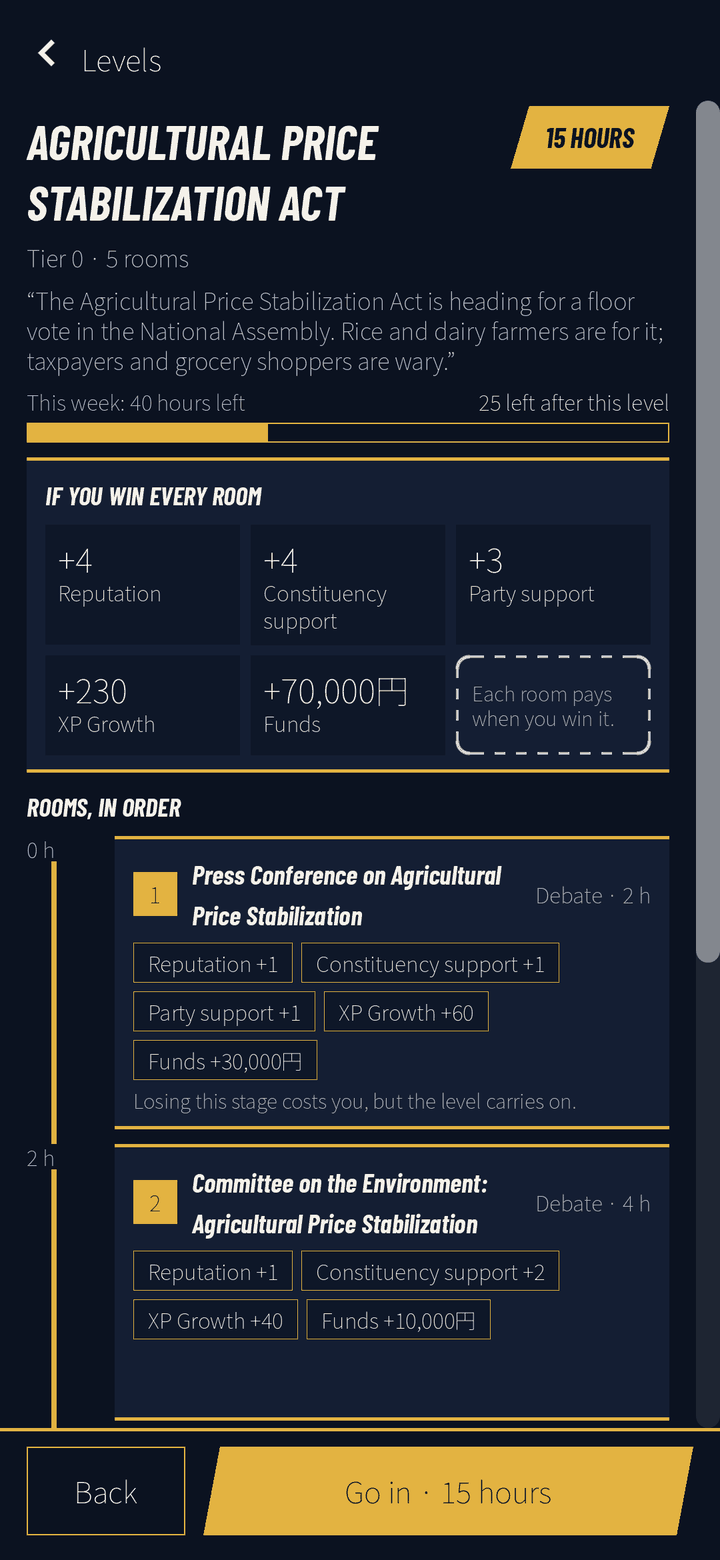 Levels
AGRICULTURAL PRICE
STABILIZATION ACT
15 HOURS
Tier 0 · 5 rooms
“The Agricultural Price Stabilization Act is heading for a floor
vote in the National Assembly. Rice and dairy farmers are for it;
taxpayers and grocery shoppers are wary.”
This week: 40 hours left
25 left after this level
IF YOU WIN EVERY ROOM
+4
Reputation
+4
Constituency
support
+3
Party support
+230
XP Growth
+70,000円
Funds
Each room pays
when you win it.
ROOMS, IN ORDER
0 h
1
Press Conference on Agricultural
Price Stabilization
Debate · 2 h
Reputation +1
Constituency support +1
Party support +1
XP Growth +60
Funds +30,000円
Losing this stage costs you, but the level carries on.
2 h
2
Committee on the Environment:
Agricultural Price Stabilization
Debate · 4 h
Reputation +1
Constituency support +2
XP Growth +40
Funds +10,000円
Back
Go in · 15 hours